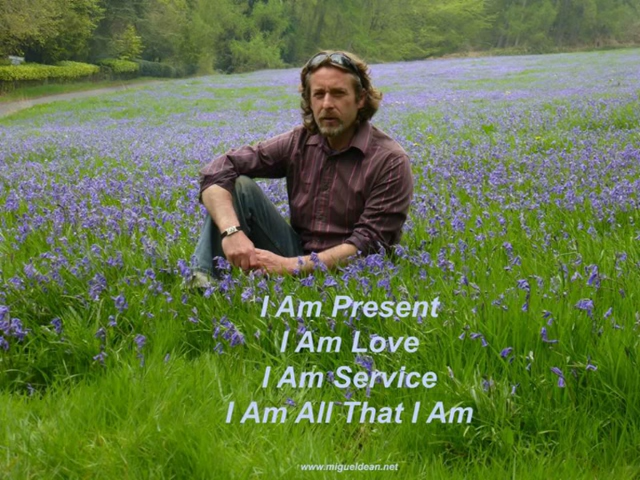 I Am Present
I Am Love
I Am Service
I Am All That I Am
www.migueldean.net